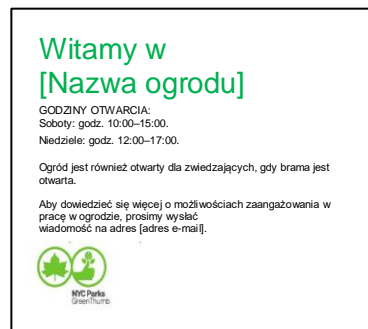 Witamy w
[Nazwa ogrodu]
GODZINY OTWARCIA:
Soboty: godz. 10:00–15:00.
Niedziele: godz. 12:00–17:00.
Ogród jest również otwarty dla zwiedzających, gdy brama jest
otwarta.
Aby dowiedzieć się więcej o możliwościach zaangażowania w
pracę w ogrodzie, prosimy wysłać
wiadomość na adres [adres e-mail].
NYC Parks
GreenThumb